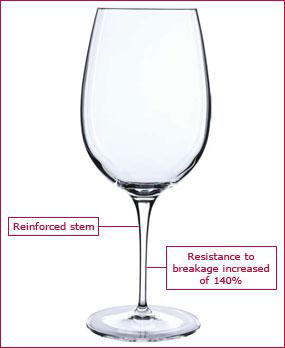 Reinforced stem
Resistance to
breakage increased
of 140%